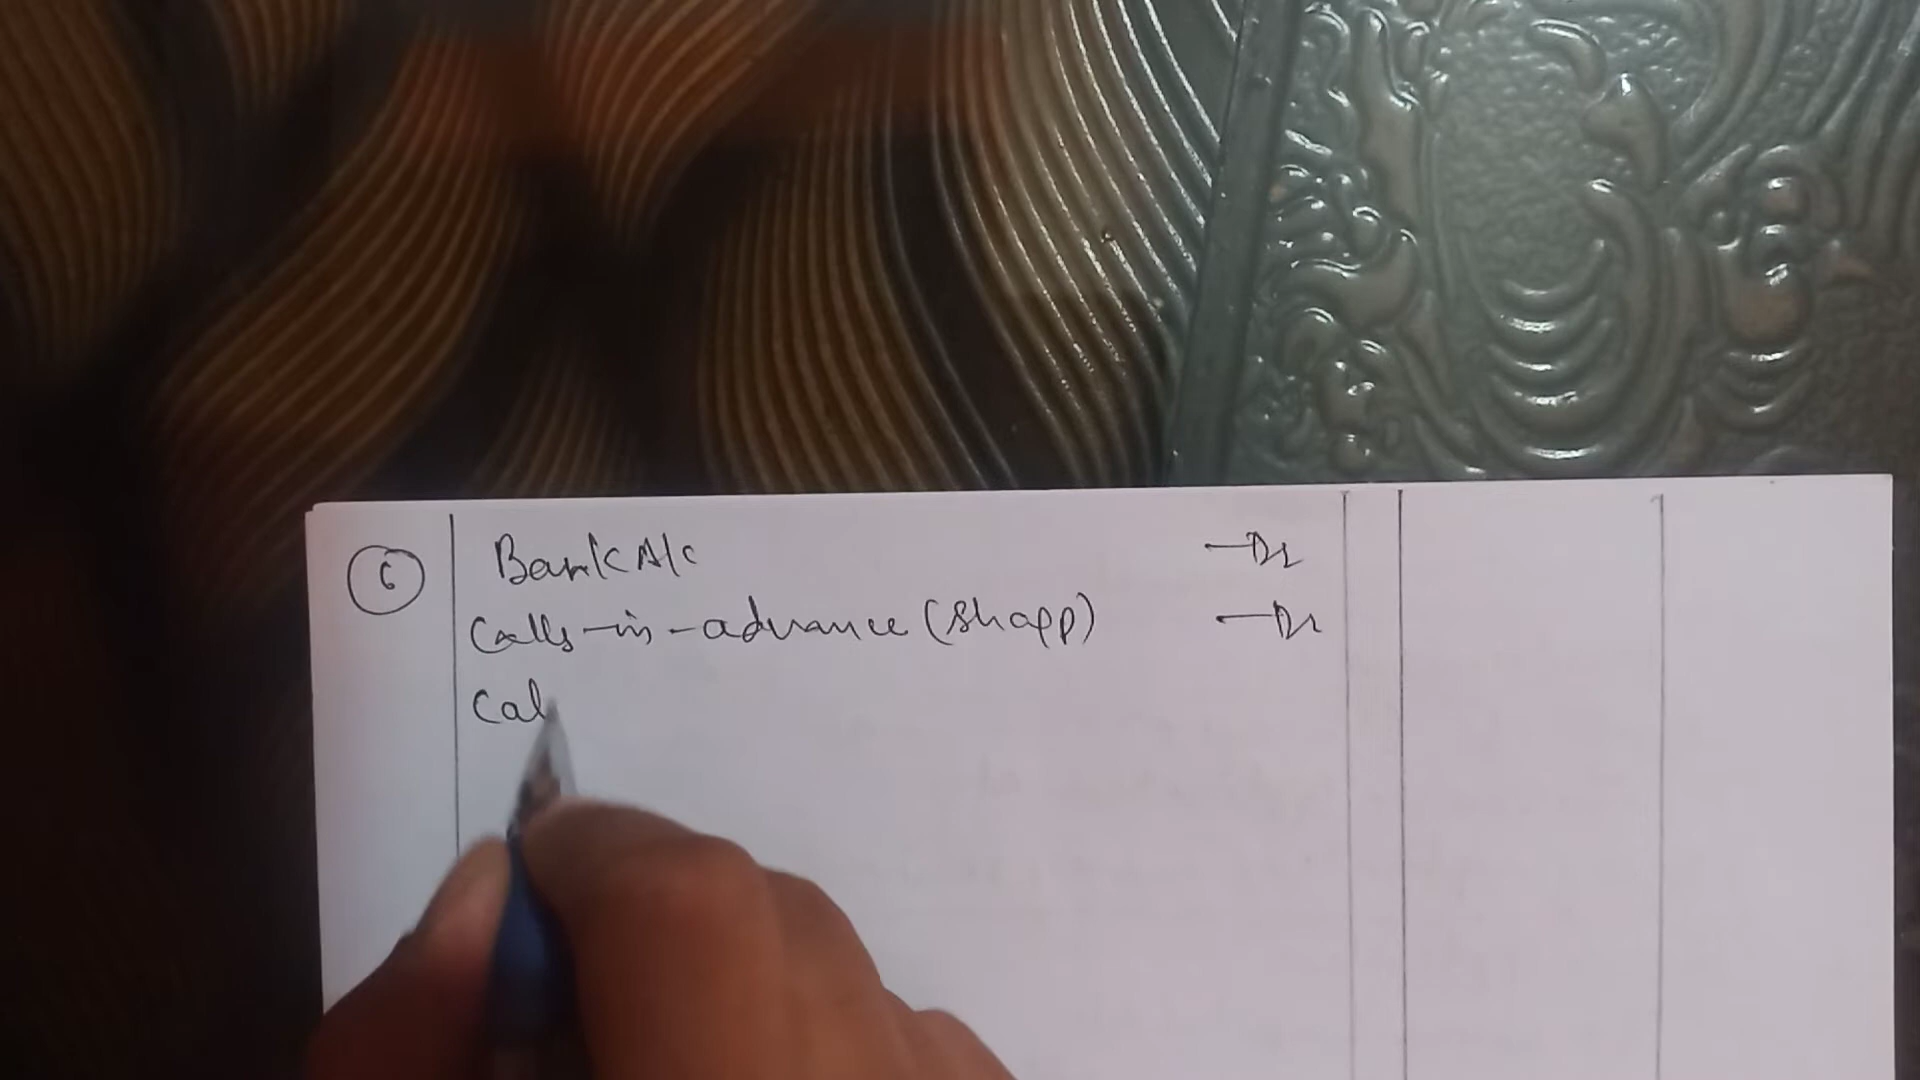 6 Bank A/c —Dr
Calls-in-advance (Sh app) —Dr
Cal